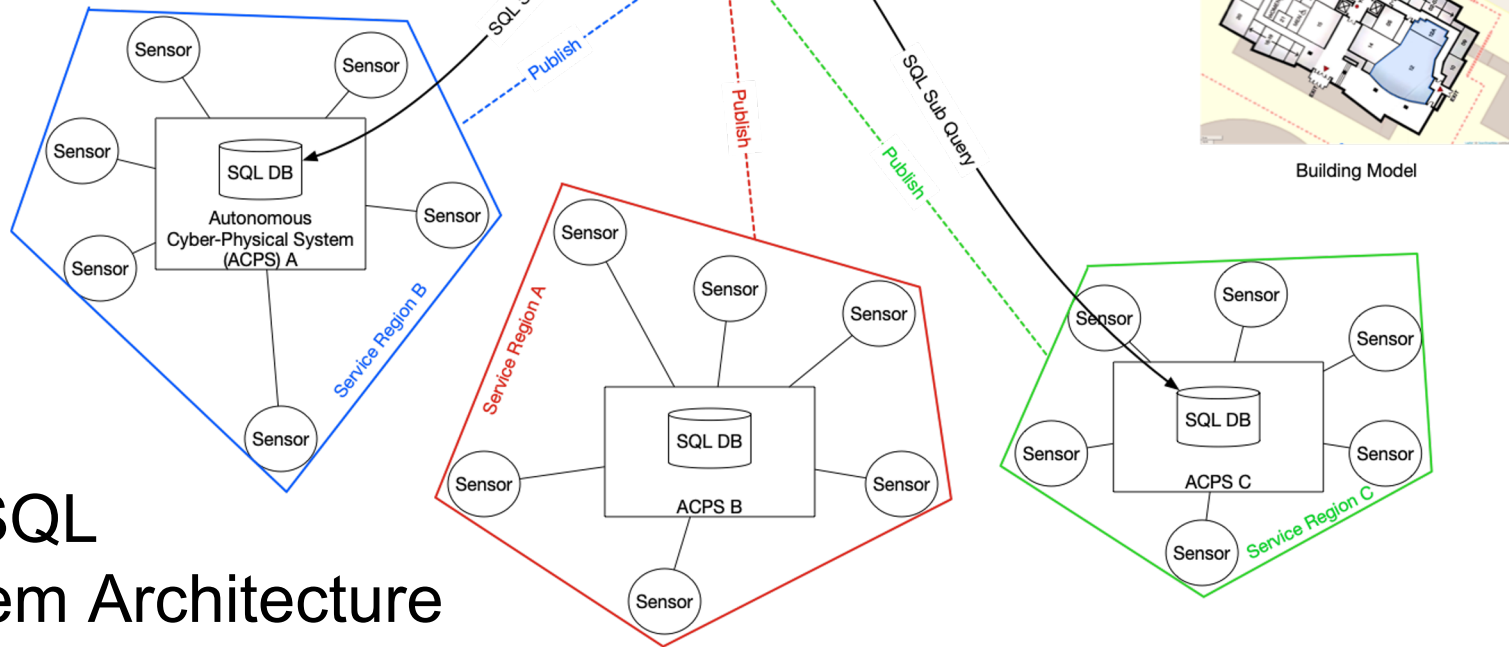 SQL S
Publish
Publish
Publish
SQL Sub Query
Building Model
Sensor
Sensor
Sensor
Sensor
Sensor
Sensor
SQL DB
Autonomous
Cyber-Physical System
(ACPS) A
Service Region B
Sensor
Sensor
Sensor
Sensor
Sensor
Sensor
SQL DB
ACPS B
Service Region A
Sensor
Sensor
Sensor
Sensor
Sensor
Sensor
SQL DB
ACPS C
Service Region C
SQL
em Architecture